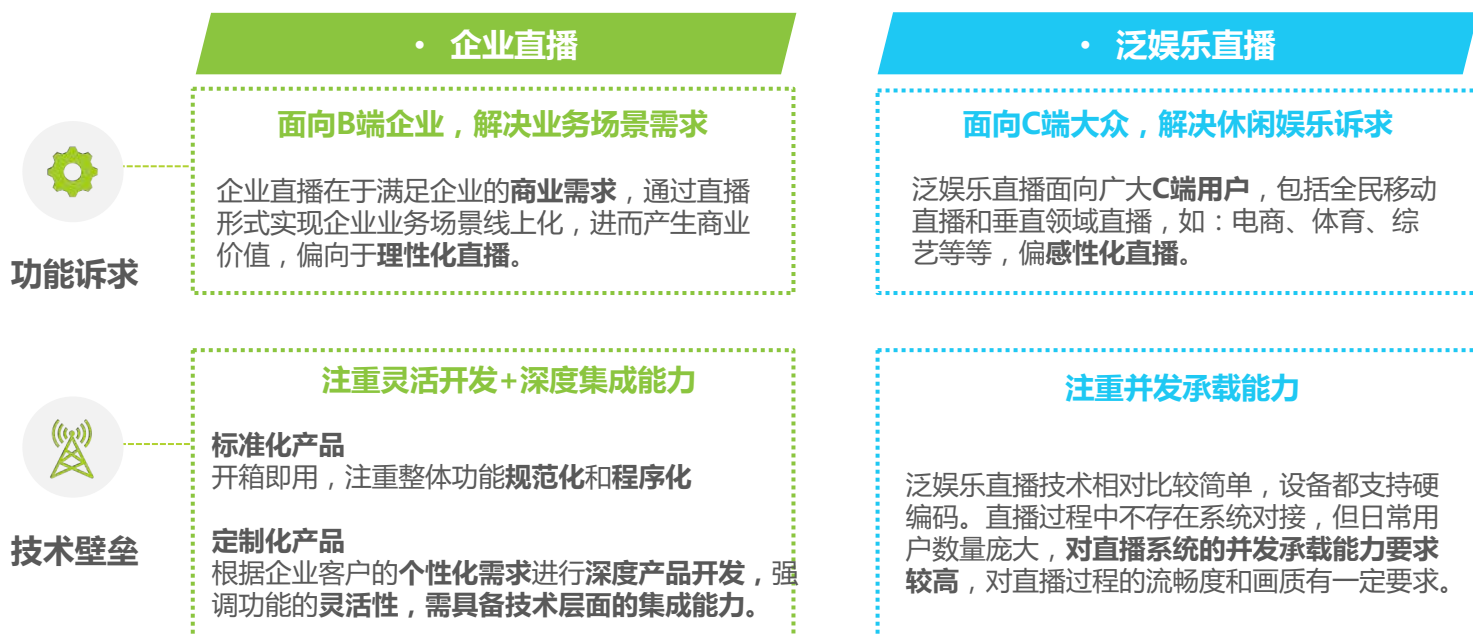 • 企业直播
• 泛娱乐直播
功能诉求
面向B端企业，解决业务场景需求
企业直播在于满足企业的商业需求，通过直播
形式实现企业业务场景线上化，进而产生商业
价值，偏向于理性化直播。
面向C端大众，解决休闲娱乐诉求
泛娱乐直播面向广大C端用户，包括全民移动
直播和垂直领域直播，如：电商、体育、综
艺等等，偏感性化直播。
技术壁垒
注重灵活开发+深度集成能力
标准化产品
开箱即用，注重整体功能规范化和程序化
定制化产品
根据企业客户的个性化需求进行深度产品开发，强
调功能的灵活性，需具备技术层面的集成能力。
注重并发承载能力
泛娱乐直播技术相对比较简单，设备都支持硬
编码。直播过程中不存在系统对接，但日常用
户数量庞大，对直播系统的并发承载能力要求
较高，对直播过程的流畅度和画质有一定要求。